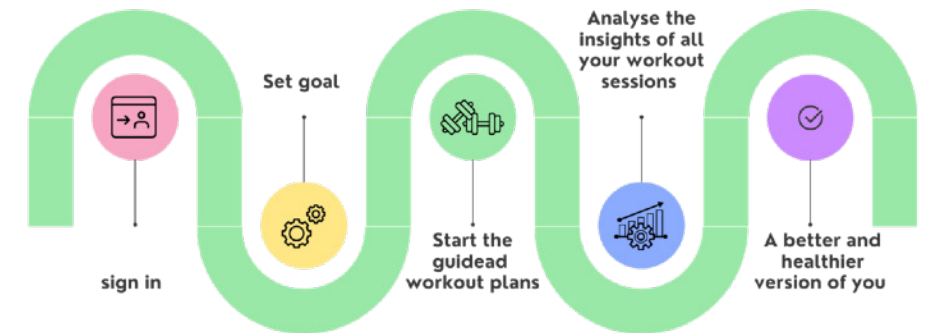 sign in
Set goal
Start the
guidead
workout plans
Analyse the
insights of all
your workout
sessions
A better and
healthier
version of you